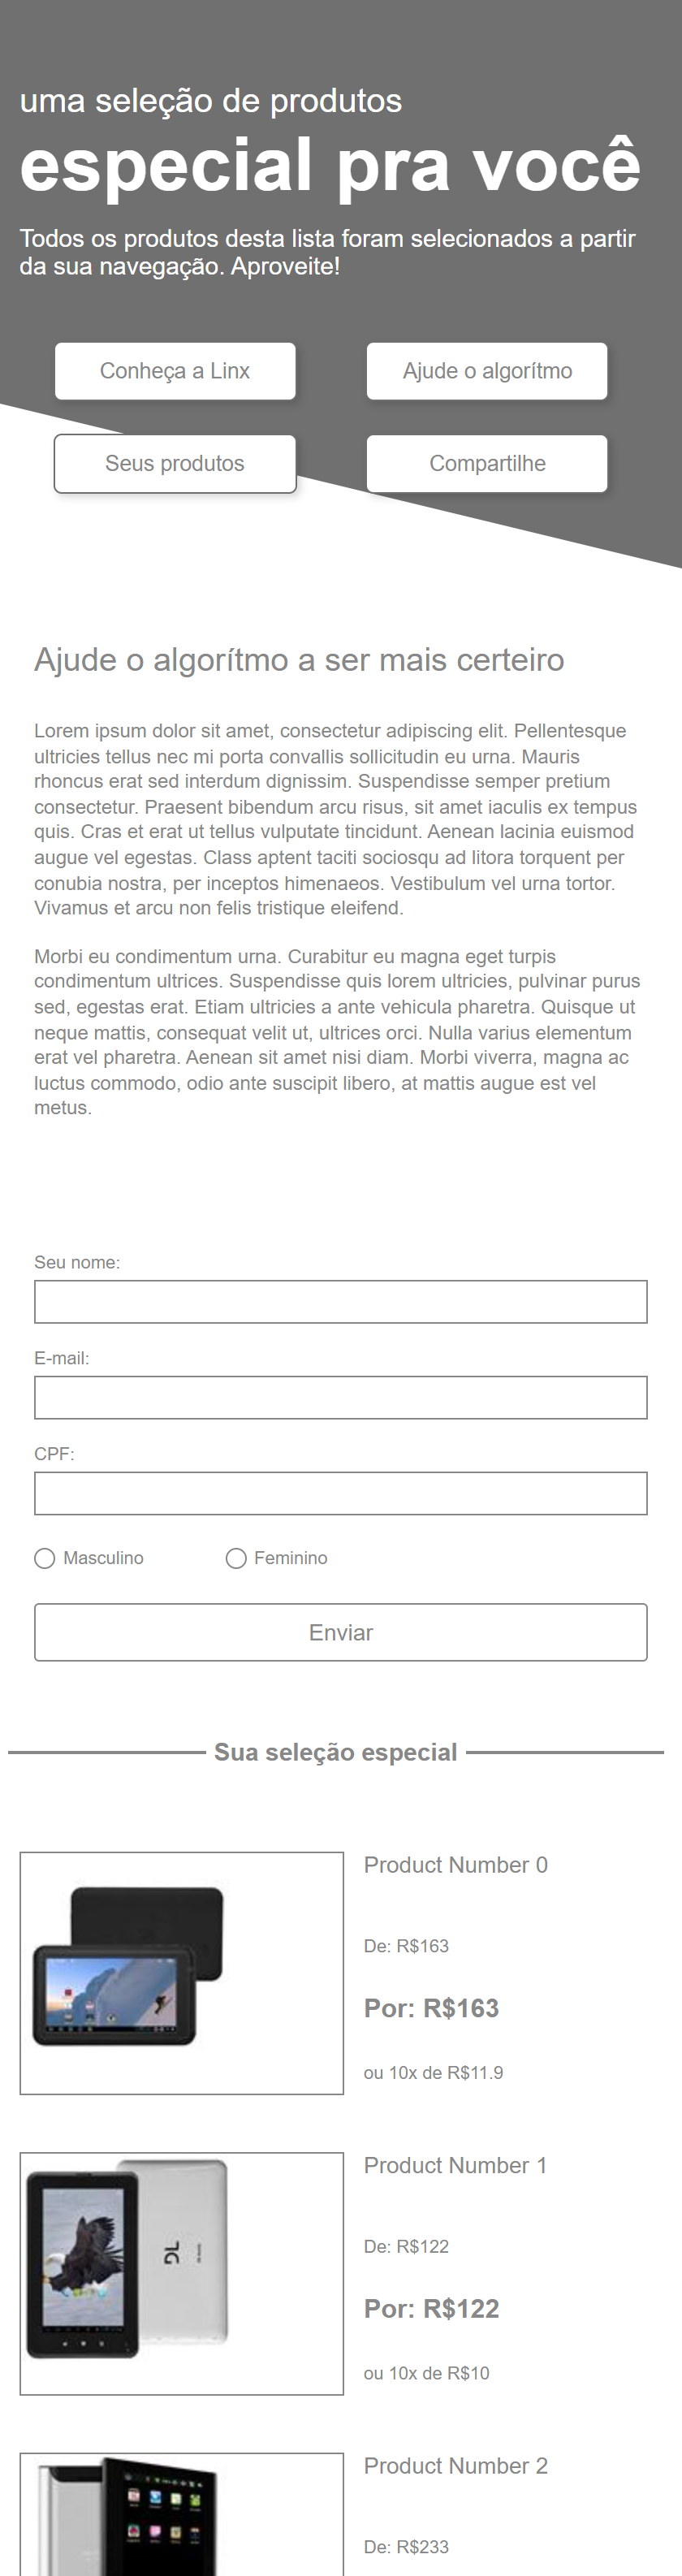 uma seleção de produtos
especial pra você
Todos os produtos desta lista foram selecionados a partir
da sua navegação. Aproveite!
Conheça a Linx
Ajude o algorítmo
Seus produtos
Compartilhe
Ajude o algorítmo a ser mais certeiro
Lorem ipsum dolor sit amet, consectetur adipiscing elit. Pellentesque
ultricies tellus nec mi porta convallis sollicitudin eu urna. Mauris
rhoncus erat sed interdum dignissim. Suspendisse semper pretium
consectetur. Praesent bibendum arcu risus, sit amet iaculis ex tempus
quis. Cras et erat ut tellus vulputate tincidunt. Aenean lacinia euismod
augue vel egestas. Class aptent taciti sociosqu ad litora torquent per
conubia nostra, per inceptos himenaeos. Vestibulum vel urna tortor.
Vivamus et arcu non felis tristique eleifend.
Morbi eu condimentum urna. Curabitur eu magna eget turpis
condimentum ultrices. Suspendisse quis lorem ultricies, pulvinar purus
sed, egestas erat. Etiam ultricies a ante vehicula pharetra. Quisque ut
neque mattis, consequat velit ut, ultrices orci. Nulla varius elementum
erat vel pharetra. Aenean sit amet nisi diam. Morbi viverra, magna ac
luctus commodo, odio ante suscipit libero, at mattis augue est vel
metus.
Seu nome:
E-mail:
CPF:
Masculino
Feminino
Enviar
Sua seleção especial
Product Number 0
De: R$163
Por: R$163
ou 10x de R$11.9
DL
Product Number 1
De: R$122
Por: R$122
ou 10x de R$10
Product Number 2
De: R$233